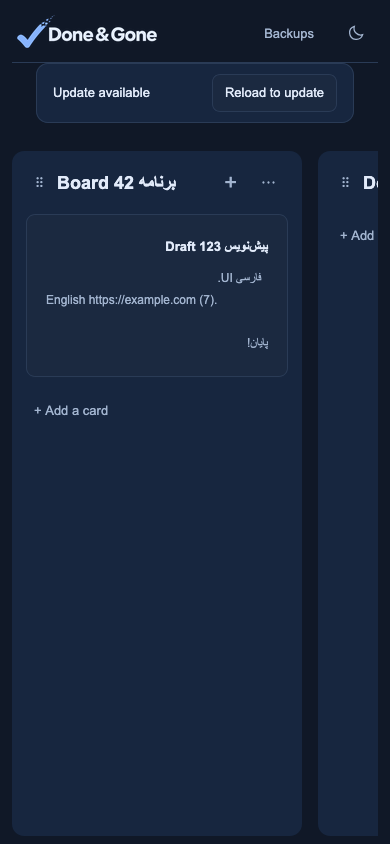 Done & Gone
Backups
Update available
Reload to update
Board 42 برنامه
پیش‌نویس Draft 123
فارسی UI.
English https://example.com (7).
پایان!
+ Add a card
+ Add